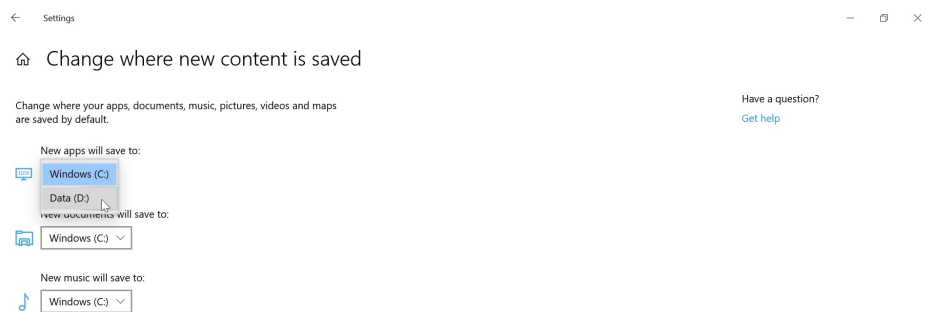 Settings
Change where new content is saved
Change where your apps, documents, music, pictures, videos and maps
are saved by default.
Have a question?
Get help
New apps will save to:
Windows (C:)
Data (D:)
New documents will save to:
Windows (C:)
New music will save to:
Windows (C:)